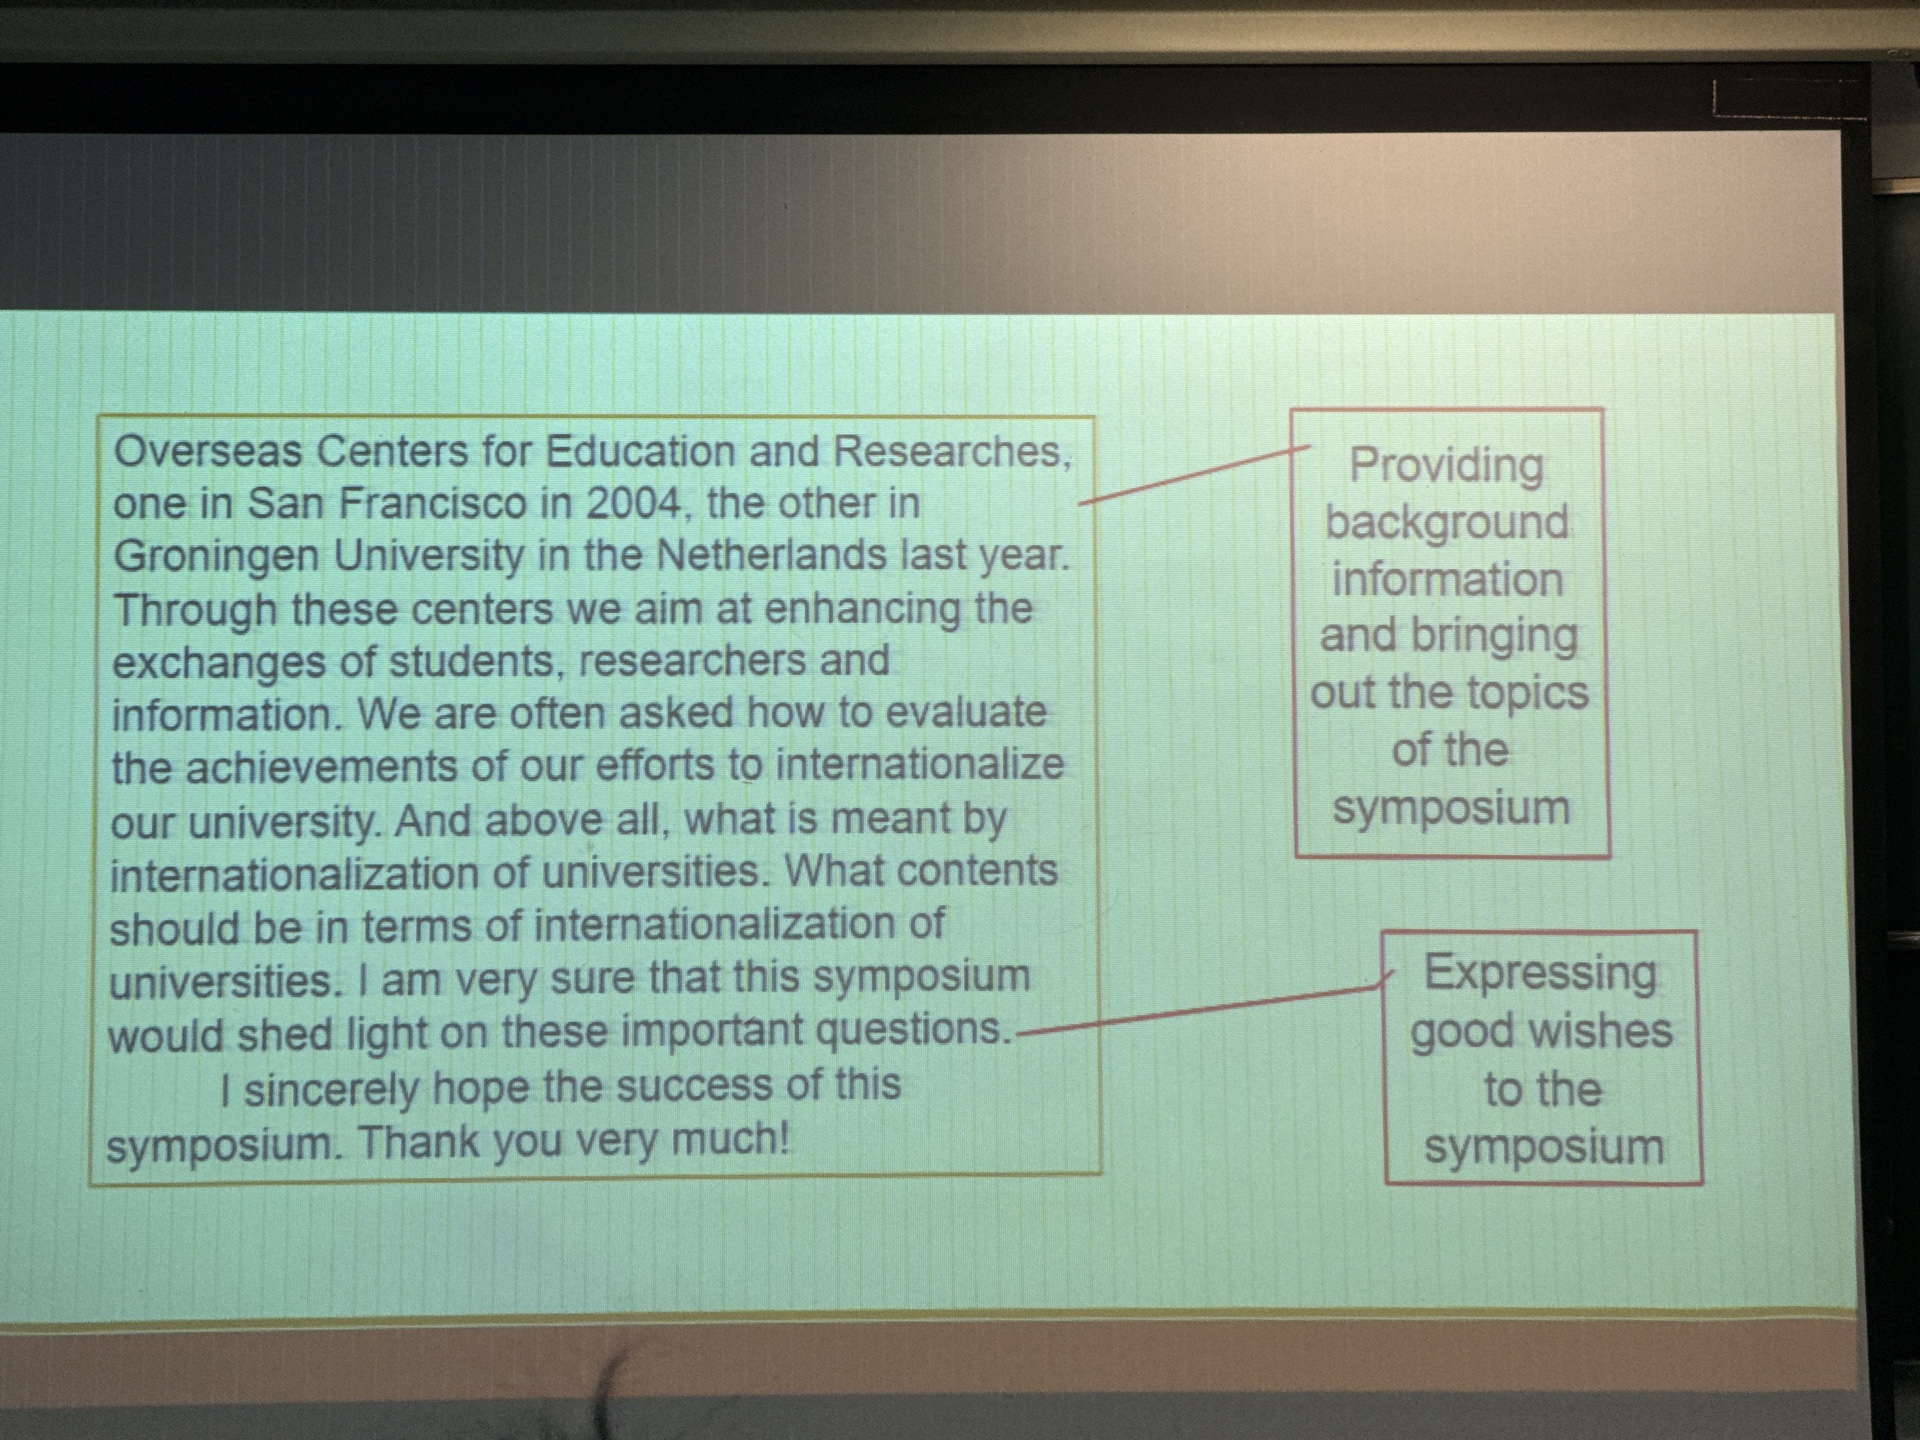 Overseas Centers for Education and Researches,
one in San Francisco in 2004, the other in
Groningen University in the Netherlands last year.
Through these centers we aim at enhancing the
exchanges of students, researchers and
information. We are often asked how to evaluate
the achievements of our efforts to internationalize
our university. And above all, what is meant by
internationalization of universities. What contents
should be in terms of internationalization of
universities. I am very sure that this symposium
would shed light on these important questions.
I sincerely hope the success of this
symposium. Thank you very much!
Providing
background
information
and bringing
out the topics
of the
symposium
Expressing
good wishes
to the
symposium